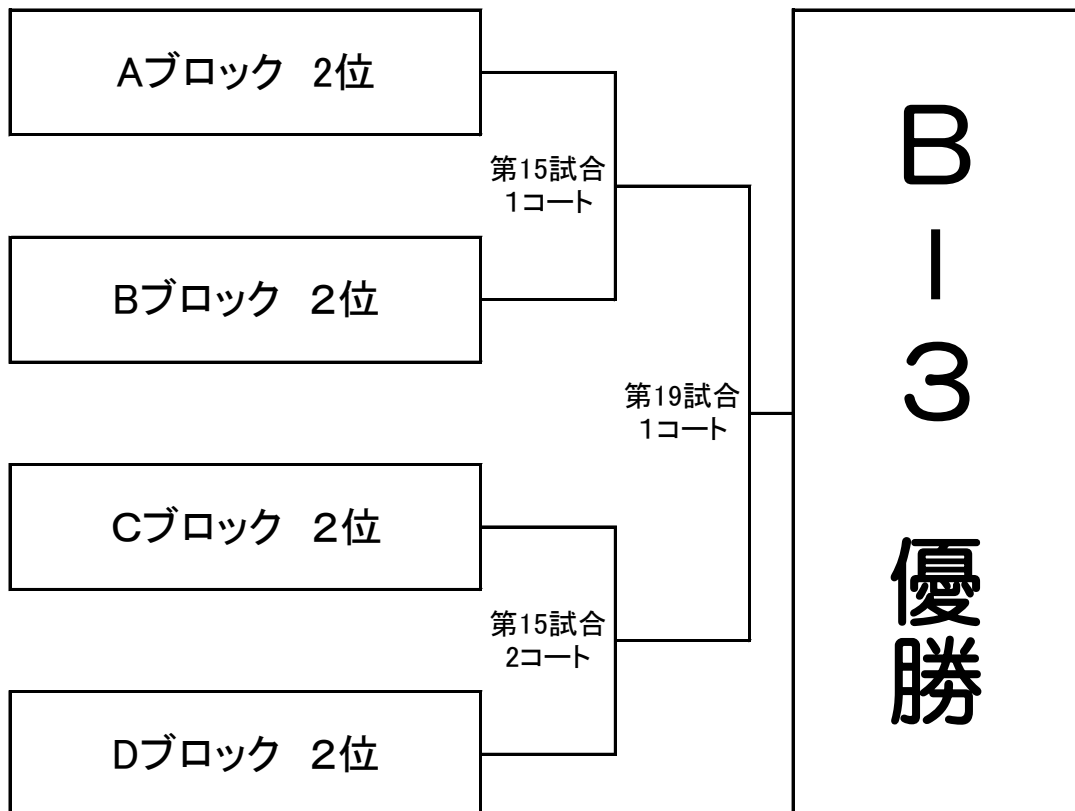 Aブロック 2位
第15試合
1コート
Bブロック 2位
第19試合
1コート
Cブロック 2位
第15試合
2コート
Dブロック 2位
B-3 優勝